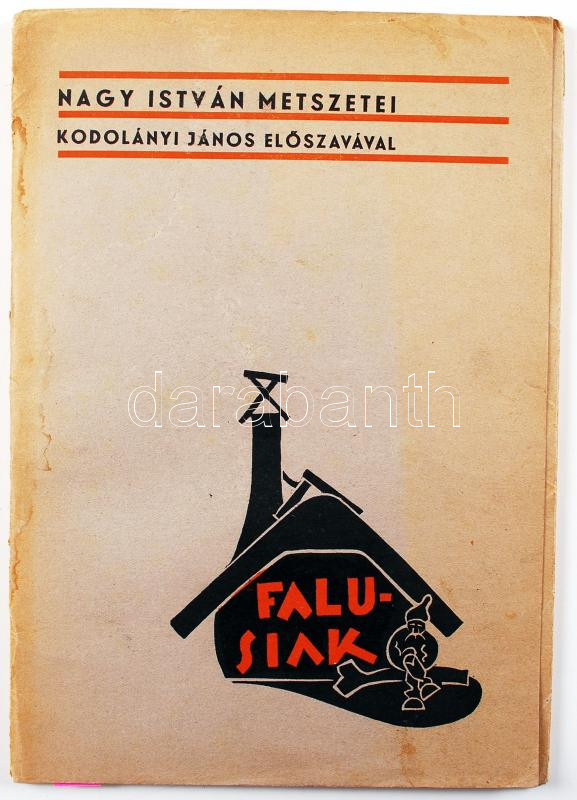 NAGY ISTVÁN METSZETEI
KODOLÁNYI JÁNOS ELŐSZAVÁVAL
darabanth
FALU-
SIAK